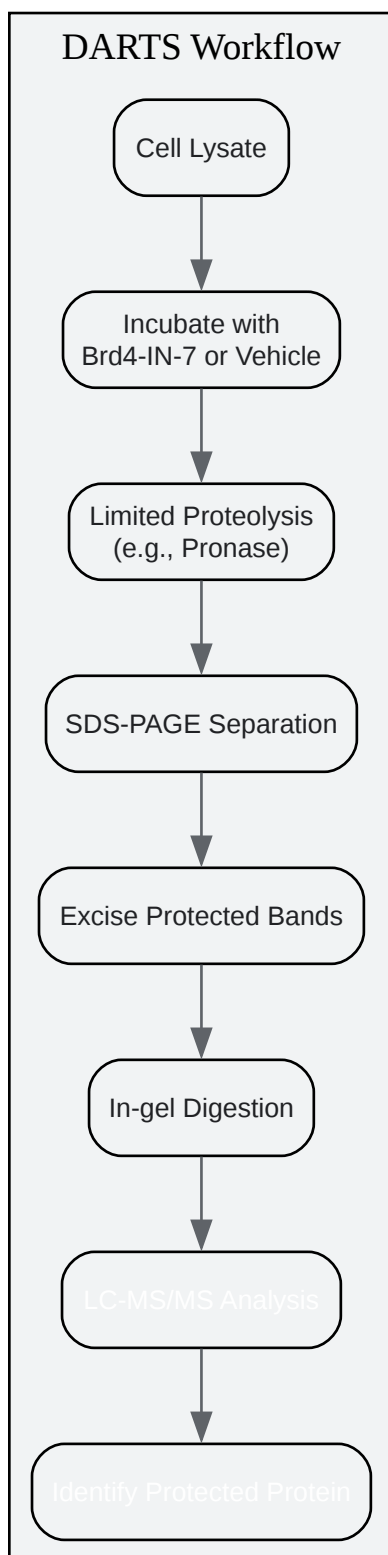 DARTS Workflow
Cell Lysate
Incubate with
Brd4-IN-7 or Vehicle
Limited Proteolysis
(e.g., Pronase)
SDS-PAGE Separation
Excise Protected Bands
In-gel Digestion
LC-MS/MS Analysis
Identify Protected Protein